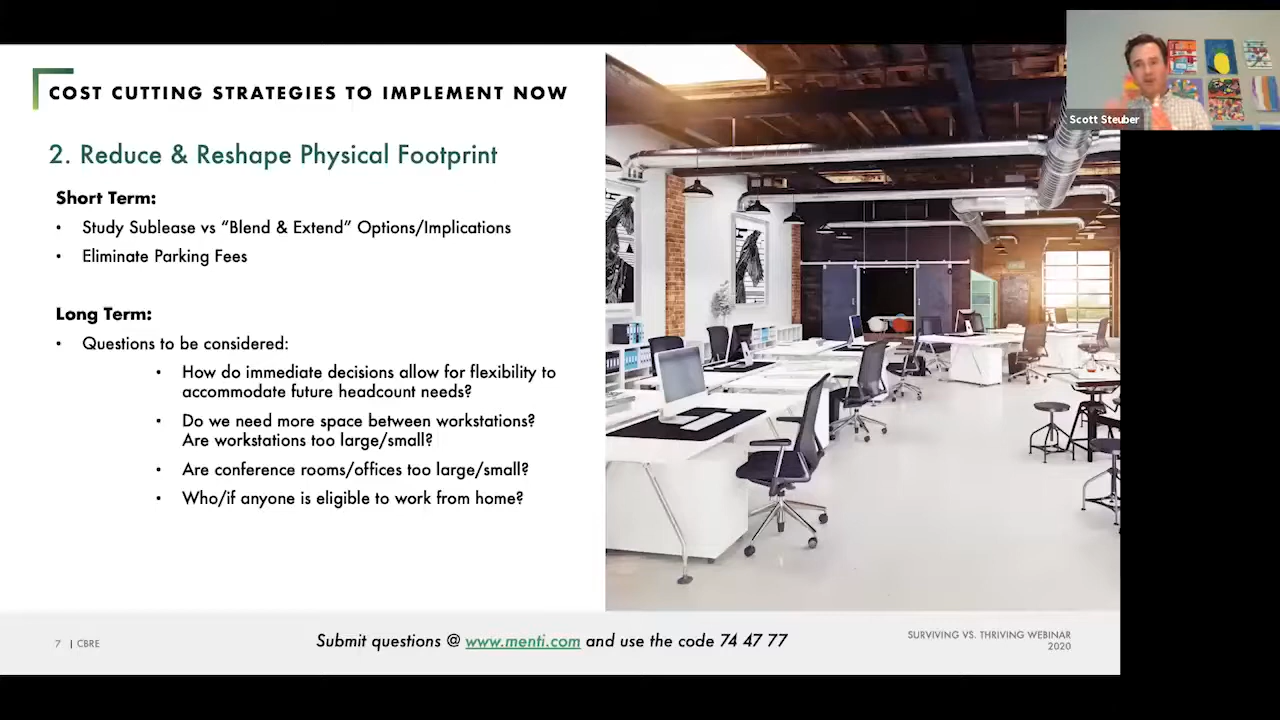 Scott Steuber
COST CUTTING STRATEGIES TO IMPLEMENT NOW
2. Reduce & Reshape Physical Footprint
Short Term:
• Study Sublease vs “Blend & Extend” Options/Implications
• Eliminate Parking Fees
Long Term:
• Questions to be considered:
• How do immediate decisions allow for flexibility to
accommodate future headcount needs?
• Do we need more space between workstations?
Are workstations too large/small?
• Are conference rooms/offices too large/small?
• Who/if anyone is eligible to work from home?
7 | CBRE
Submit questions @ www.menti.com and use the code 74 47 77
SURVIVING VS. THRIVING WEBINAR
2020